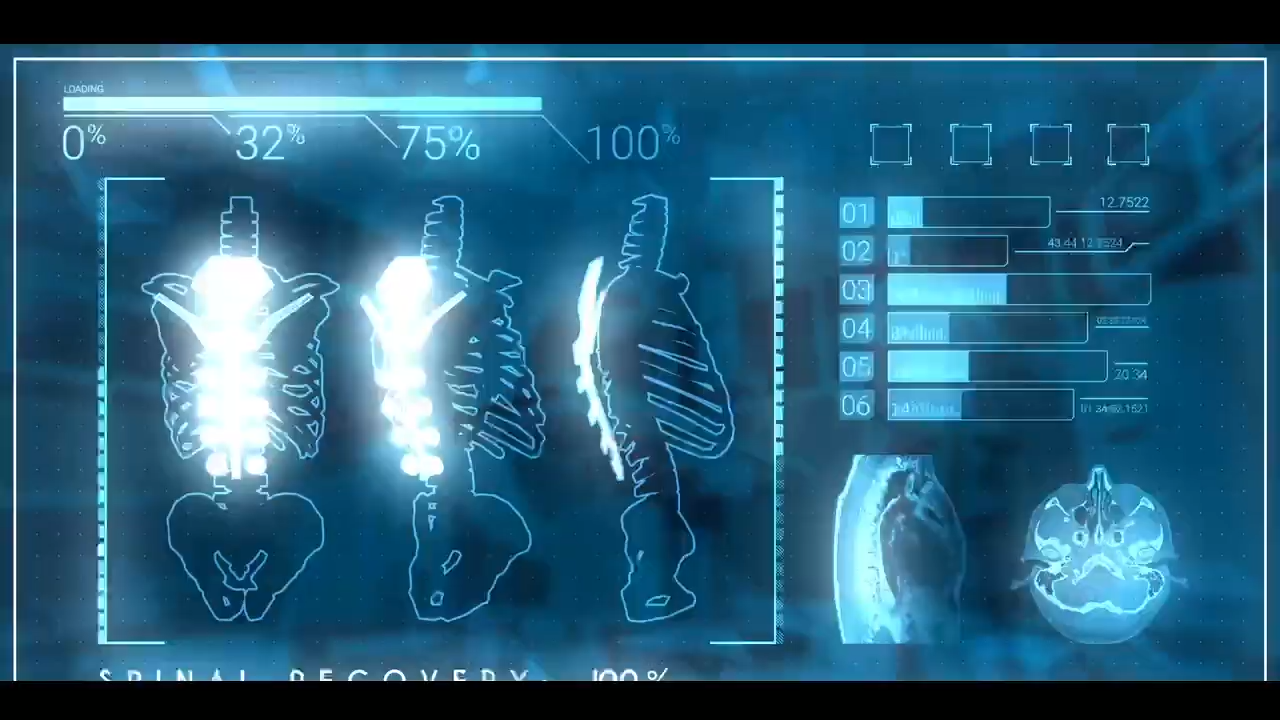 LOADING
0% 32% 75% 100%
01 12.7522
02
03
04
05 20.34
06
SPINAL RECOVERY: 100%